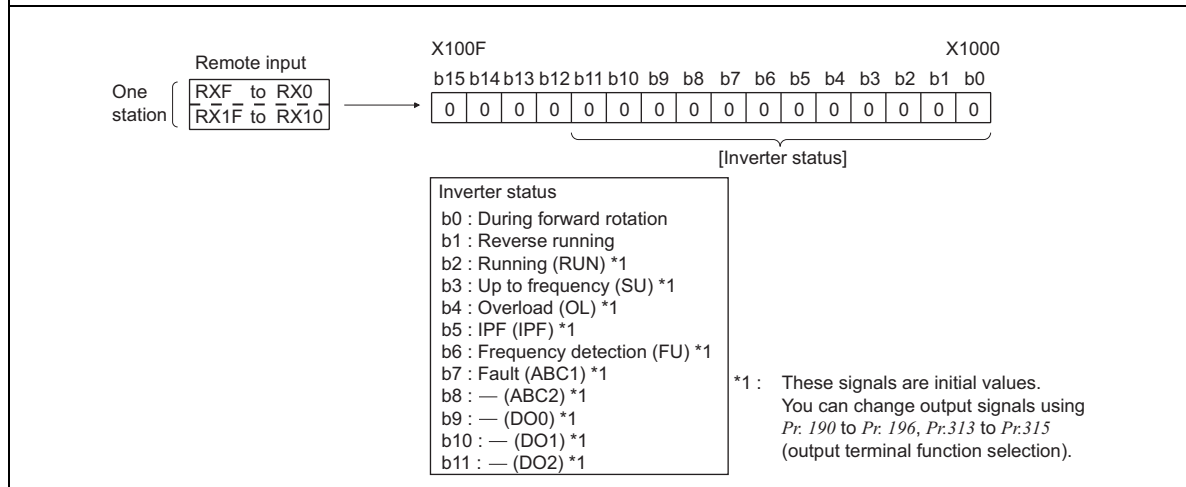 X100F X1000
Remote input
b15 b14 b13 b12 b11 b10 b9 b8 b7 b6 b5 b4 b3 b2 b1 b0
One station
RXF to RX0
RX1F to RX10
0 0 0 0 0 0 0 0 0 0 0 0 0 0 0 0
[Inverter status]
Inverter status
b0 : During forward rotation
b1 : Reverse running
b2 : Running (RUN) *1
b3 : Up to frequency (SU) *1
b4 : Overload (OL) *1
b5 : IPF (IPF) *1
b6 : Frequency detection (FU) *1
b7 : Fault (ABC1) *1
b8 : — (ABC2) *1
b9 : — (DO0) *1
b10 : — (DO1) *1
b11 : — (DO2) *1
*1 : These signals are initial values.
You can change output signals using
Pr. 190 to Pr. 196, Pr.313 to Pr.315
(output terminal function selection).